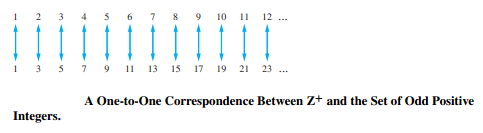 1 2 3 4 5 6 7 8 9 10 11 12 ...
1 3 5 7 9 11 13 15 17 19 21 23 ...
A One-to-One Correspondence Between Z+ and the Set of Odd Positive
Integers.